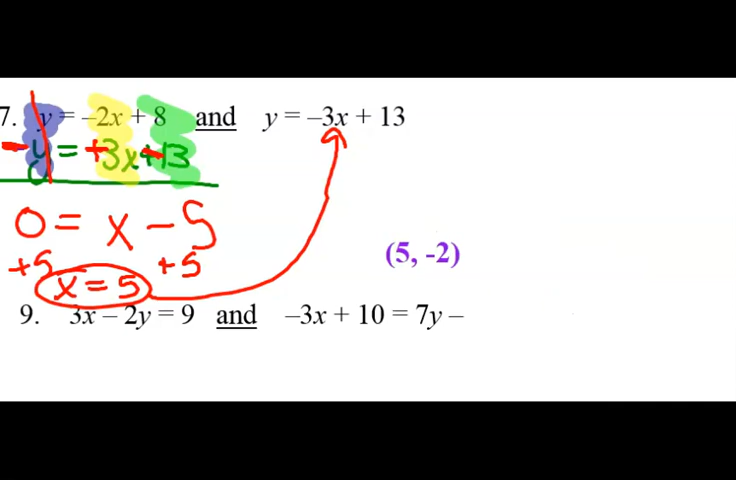 7. y = –2x + 8 and y = –3x + 13
-y = +3x-13
0 = x - 5
(5, -2)
+5 +5
x = 5
9. 3x – 2y = 9 and –3x + 10 = 7y –